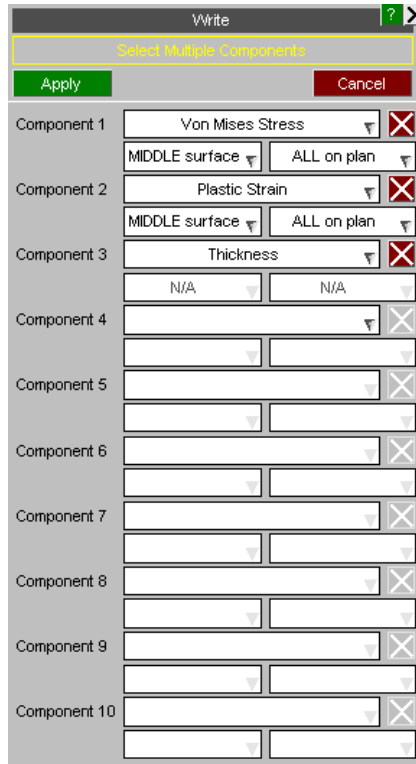 Write
?
Select Multiple Components
Apply Cancel
Component 1 Von Mises Stress
MIDDLE surface ALL on plan
Component 2 Plastic Strain
MIDDLE surface ALL on plan
Component 3 Thickness
N/A N/A
Component 4
Component 5
Component 6
Component 7
Component 8
Component 9
Component 10